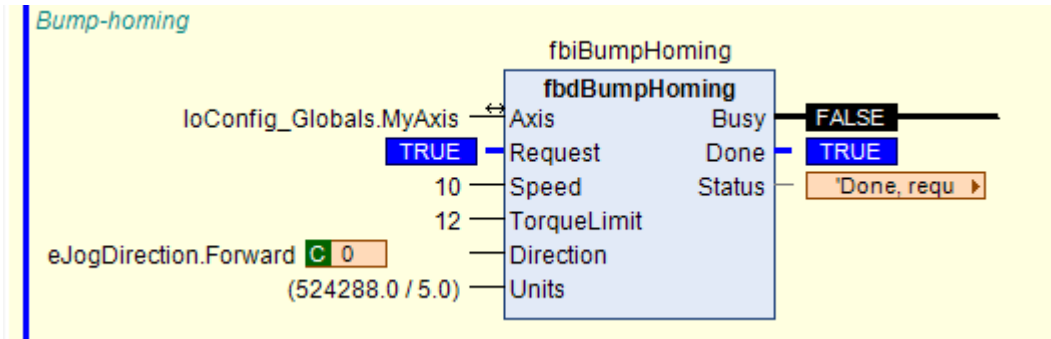 Bump-homing
fbiBumpHoming
fbdBumpHoming
IoConfig_Globals.MyAxis Axis Busy FALSE
TRUE Request Done TRUE
10 Speed Status 'Done, requ
12 TorqueLimit
eJogDirection.Forward C 0 Direction
(524288.0 / 5.0) Units